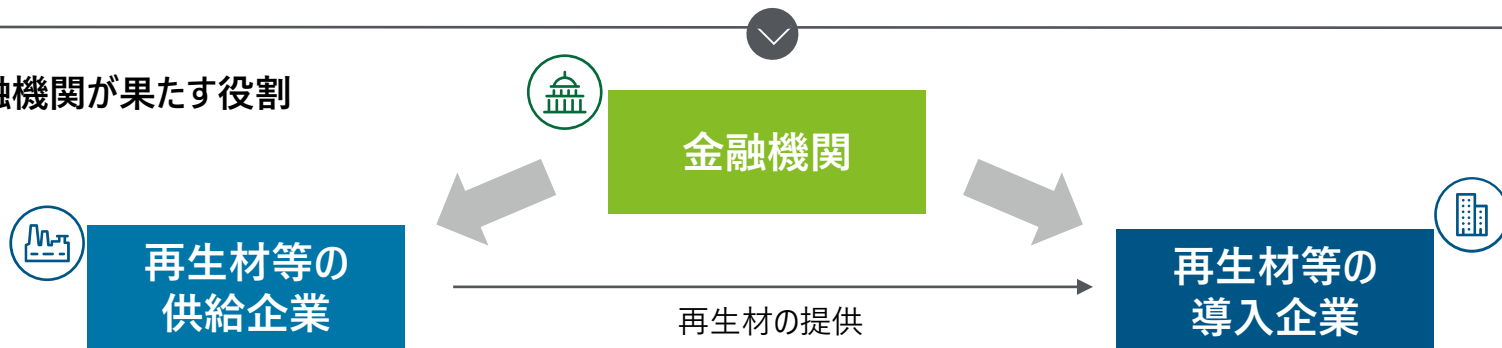 融機関が果たす役割
金融機関
再生材等の
供給企業
再生材の提供
再生材等の
導入企業